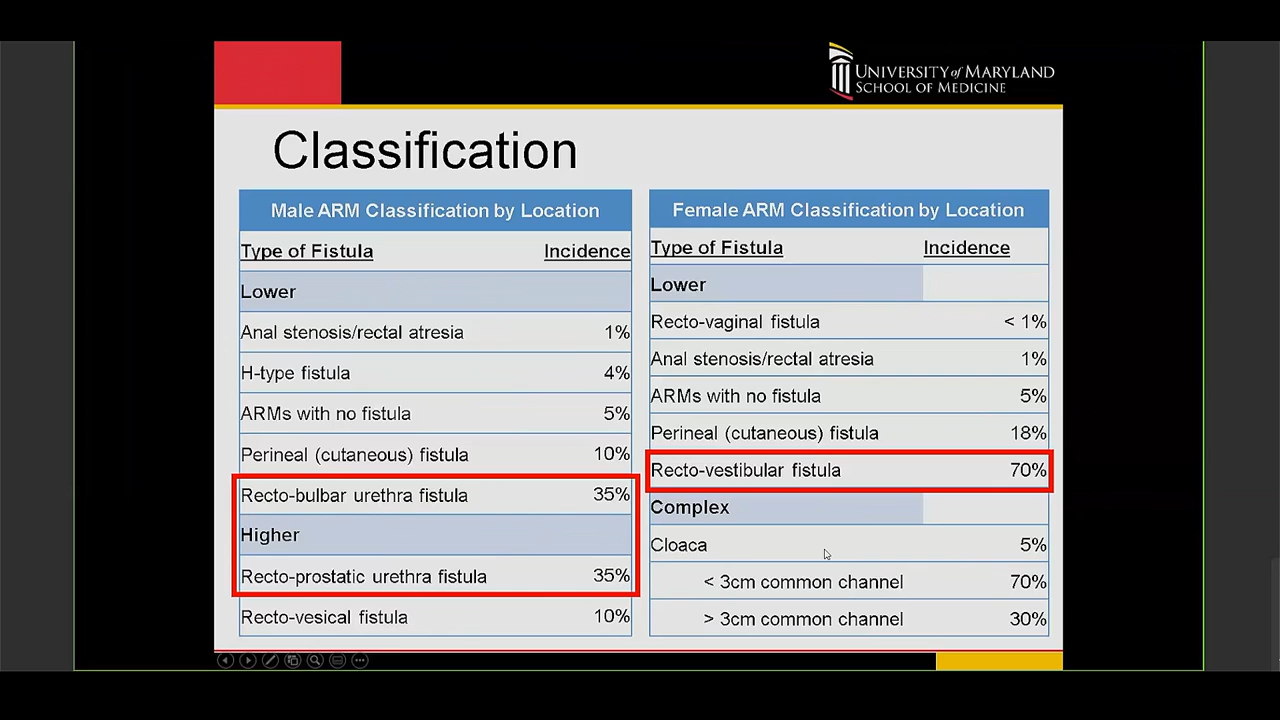 UNIVERSITY of MARYLAND
SCHOOL OF MEDICINE
Classification
Male ARM Classification by Location
Type of Fistula Incidence
Lower
Anal stenosis/rectal atresia 1%
H-type fistula 4%
ARMs with no fistula 5%
Perineal (cutaneous) fistula 10%
Recto-bulbar urethra fistula 35%
Higher
Recto-prostatic urethra fistula 35%
Recto-vesical fistula 10%
Female ARM Classification by Location
Type of Fistula Incidence
Lower
Recto-vaginal fistula < 1%
Anal stenosis/rectal atresia 1%
ARMs with no fistula 5%
Perineal (cutaneous) fistula 18%
Recto-vestibular fistula 70%
Complex
Cloaca 5%
< 3cm common channel 70%
> 3cm common channel 30%